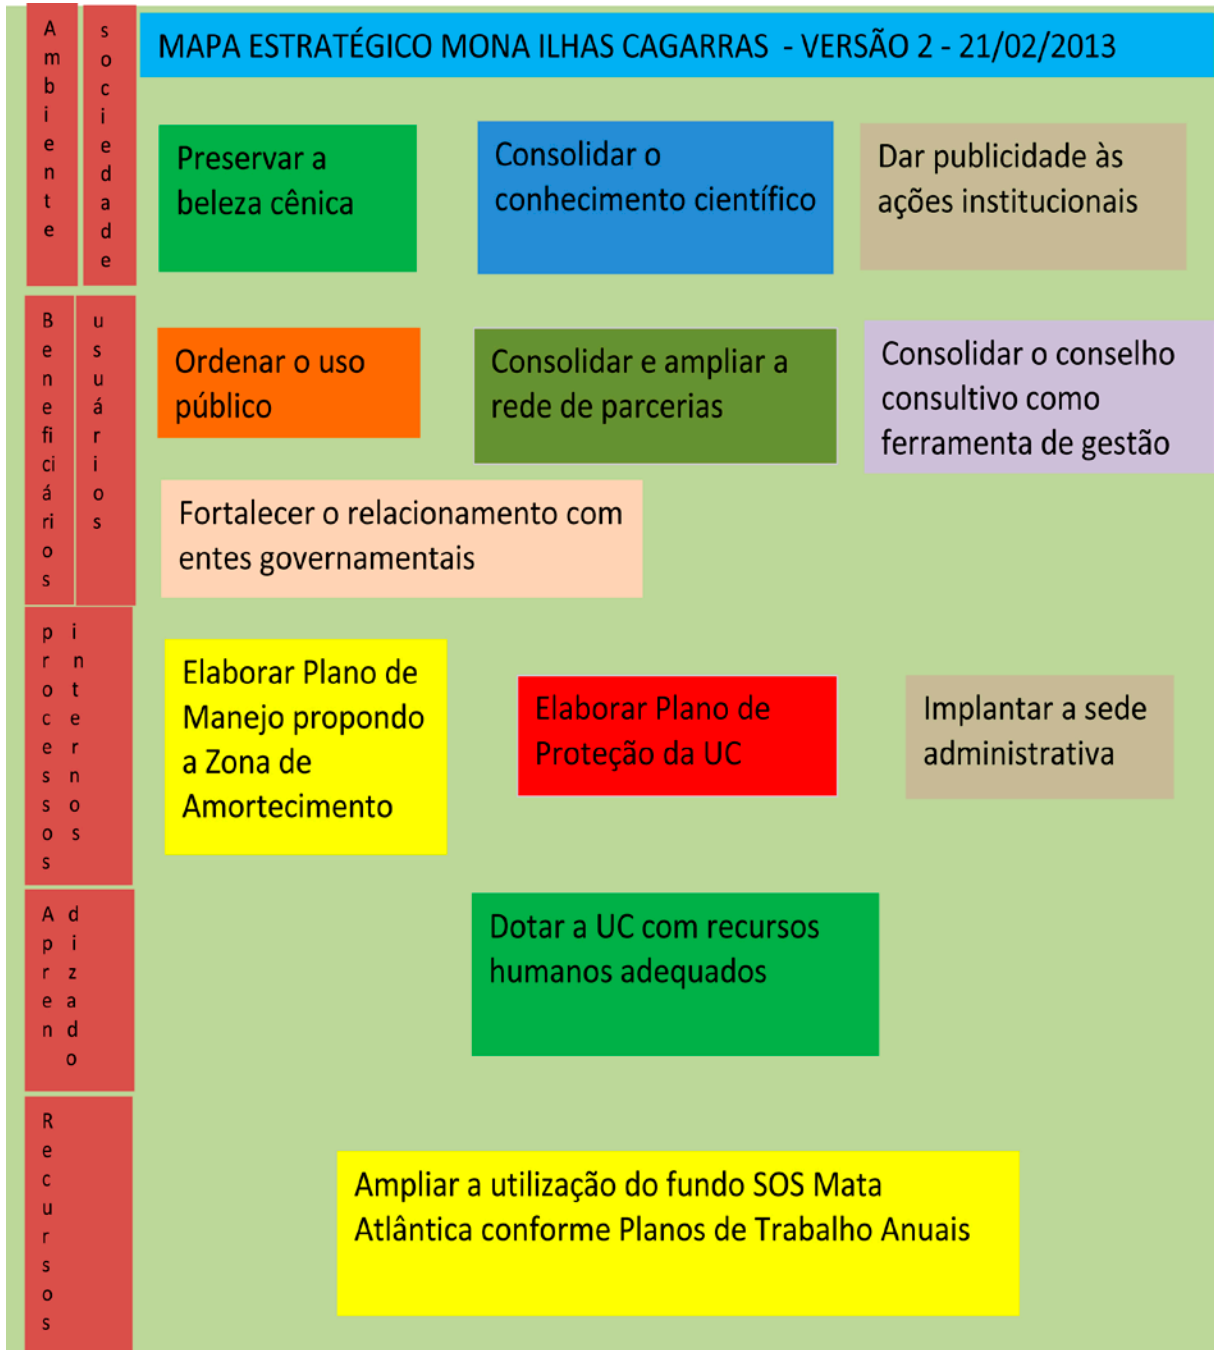 MAPA ESTRATÉGICO MONA ILHAS CAGARRAS - VERSÃO 2 - 21/02/2013
Ambiente
sociedade
Preservar a
beleza cênica
Consolidar o
conhecimento científico
Dar publicidade às
ações institucionais
Beneficiários
usuários
Ordenar o uso
público
Consolidar e ampliar a
rede de parcerias
Consolidar o conselho
consultivo como
ferramenta de gestão
Fortalecer o relacionamento com
entes governamentais
processos
internos
Elaborar Plano de
Manejo propondo
a Zona de
Amortecimento
Elaborar Plano de
Proteção da UC
Implantar a sede
administrativa
Apren
dizado
Dotar a UC com recursos
humanos adequados
Recursos
Ampliar a utilização do fundo SOS Mata
Atlântica conforme Planos de Trabalho Anuais